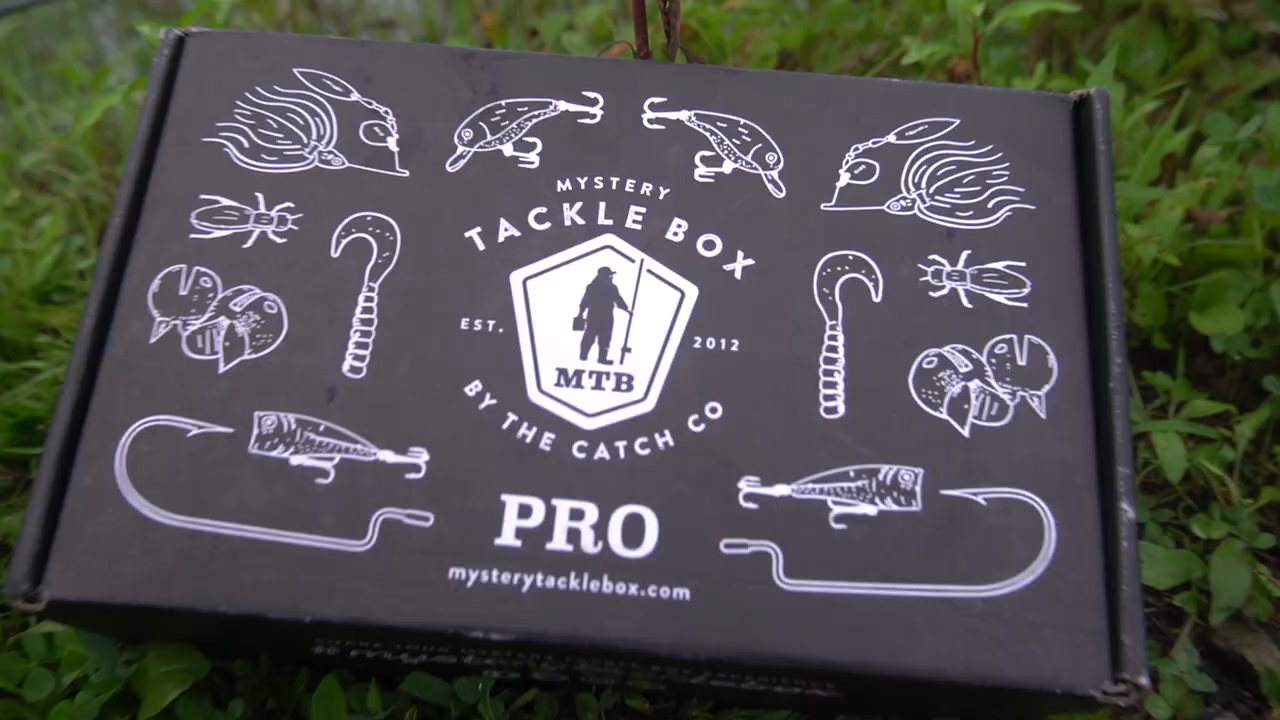 MYSTERY
TACKLE BOX
EST. 2012
MTB
BY THE CATCH CO
PRO
mysterytacklebox.com